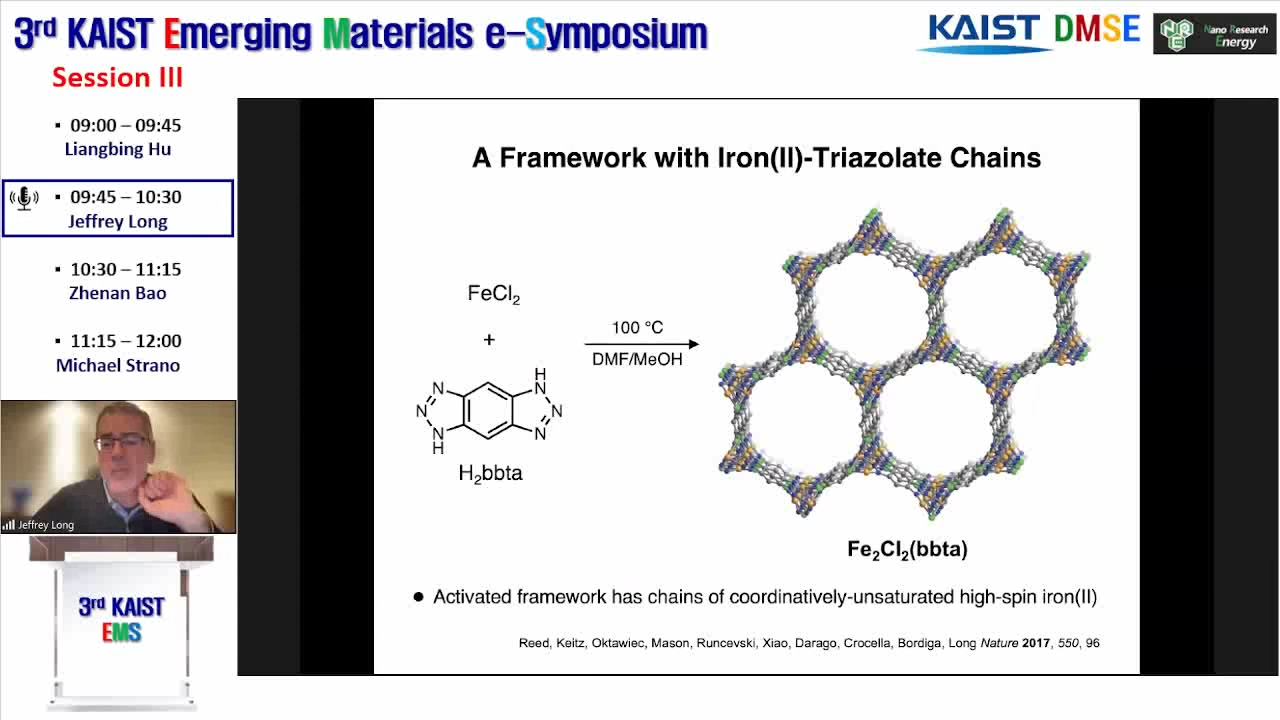 3rd KAIST Emerging Materials e-Symposium
KAIST DMSE
NRE
Nano Research
Energy
Session III
▪ 09:00 – 09:45
Liangbing Hu
▪ 09:45 – 10:30
Jeffrey Long
▪ 10:30 – 11:15
Zhenan Bao
▪ 11:15 – 12:00
Michael Strano
Jeffrey Long
3rd KAIST
EMS
A Framework with Iron(II)-Triazolate Chains
FeCl2
+
100 °C
DMF/MeOH
H
N
N
N
N
N
N
H
H2bbta
Fe2Cl2(bbta)
● Activated framework has chains of coordinatively-unsaturated high-spin iron(II)
Reed, Keitz, Oktawiec, Mason, Runcevski, Xiao, Darago, Crocella, Bordiga, Long Nature 2017, 550, 96